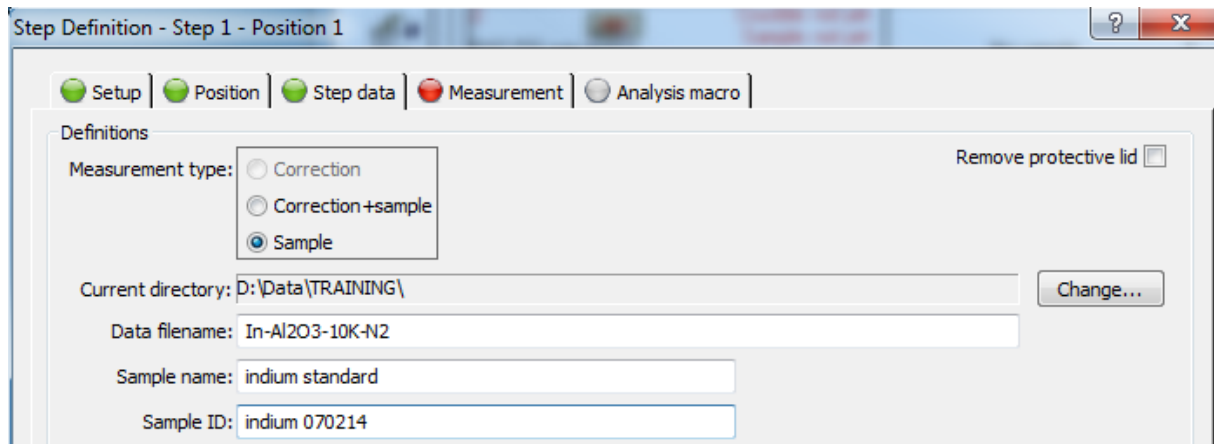 Step Definition - Step 1 - Position 1
Setup Position Step data Measurement Analysis macro
Definitions
Measurement type: Correction Remove protective lid
Correction+sample
Sample
Current directory: D:\Data\TRAINING\ Change...
Data filename: In-Al2O3-10K-N2
Sample name: indium standard
Sample ID: indium 070214